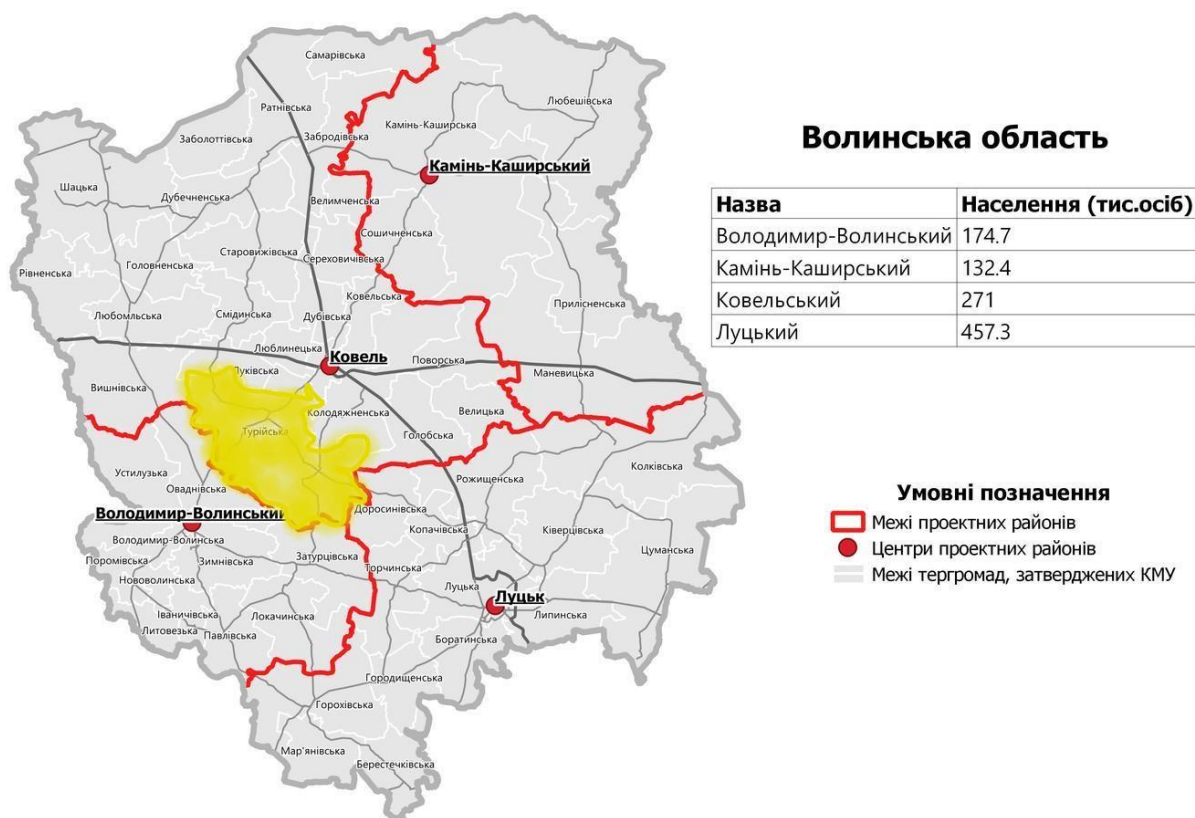 Волинська область
Назва Населення (тис.осіб)
Володимир-Волинський 174.7
Камінь-Каширський 132.4
Ковельський 271
Луцький 457.3
Умовні позначення
Межі проектних районів
Центри проектних районів
Межі тергромад, затверджених КМУ
Самарівська
Любешівська
Ратнівська
Камінь-Каширська
Заболоттівська
Забродівська
Камінь-Каширський
Шацька
Дубечненська
Велимченська
Сошичненська
Старовижівська
Сереховичівська
Рівненська
Головненська
Ковельська
Прилісненська
Любомльська
Смідинська
Дубівська
Люблинецька
Ковель
Поворська
Луківська
Маневицька
Вишнівська
Колодяжненська
Велицька
Турійська
Голобська
Устилузька
Колківська
Рожищенська
Оваднівська
Володимир-Волинський
Доросинівська
Копачівська
Ківерцівська
Володимир-Волинська
Затурцівська
Цуманська
Поромівська
Зимнівська
Торчинська
Нововолинська
Луцька
Луцьк
Іваничівська
Локачинська
Липинська
Литовезька
Павлівська
Боратинська
Городищенська
Горохівська
Мар'янівська
Берестечківська